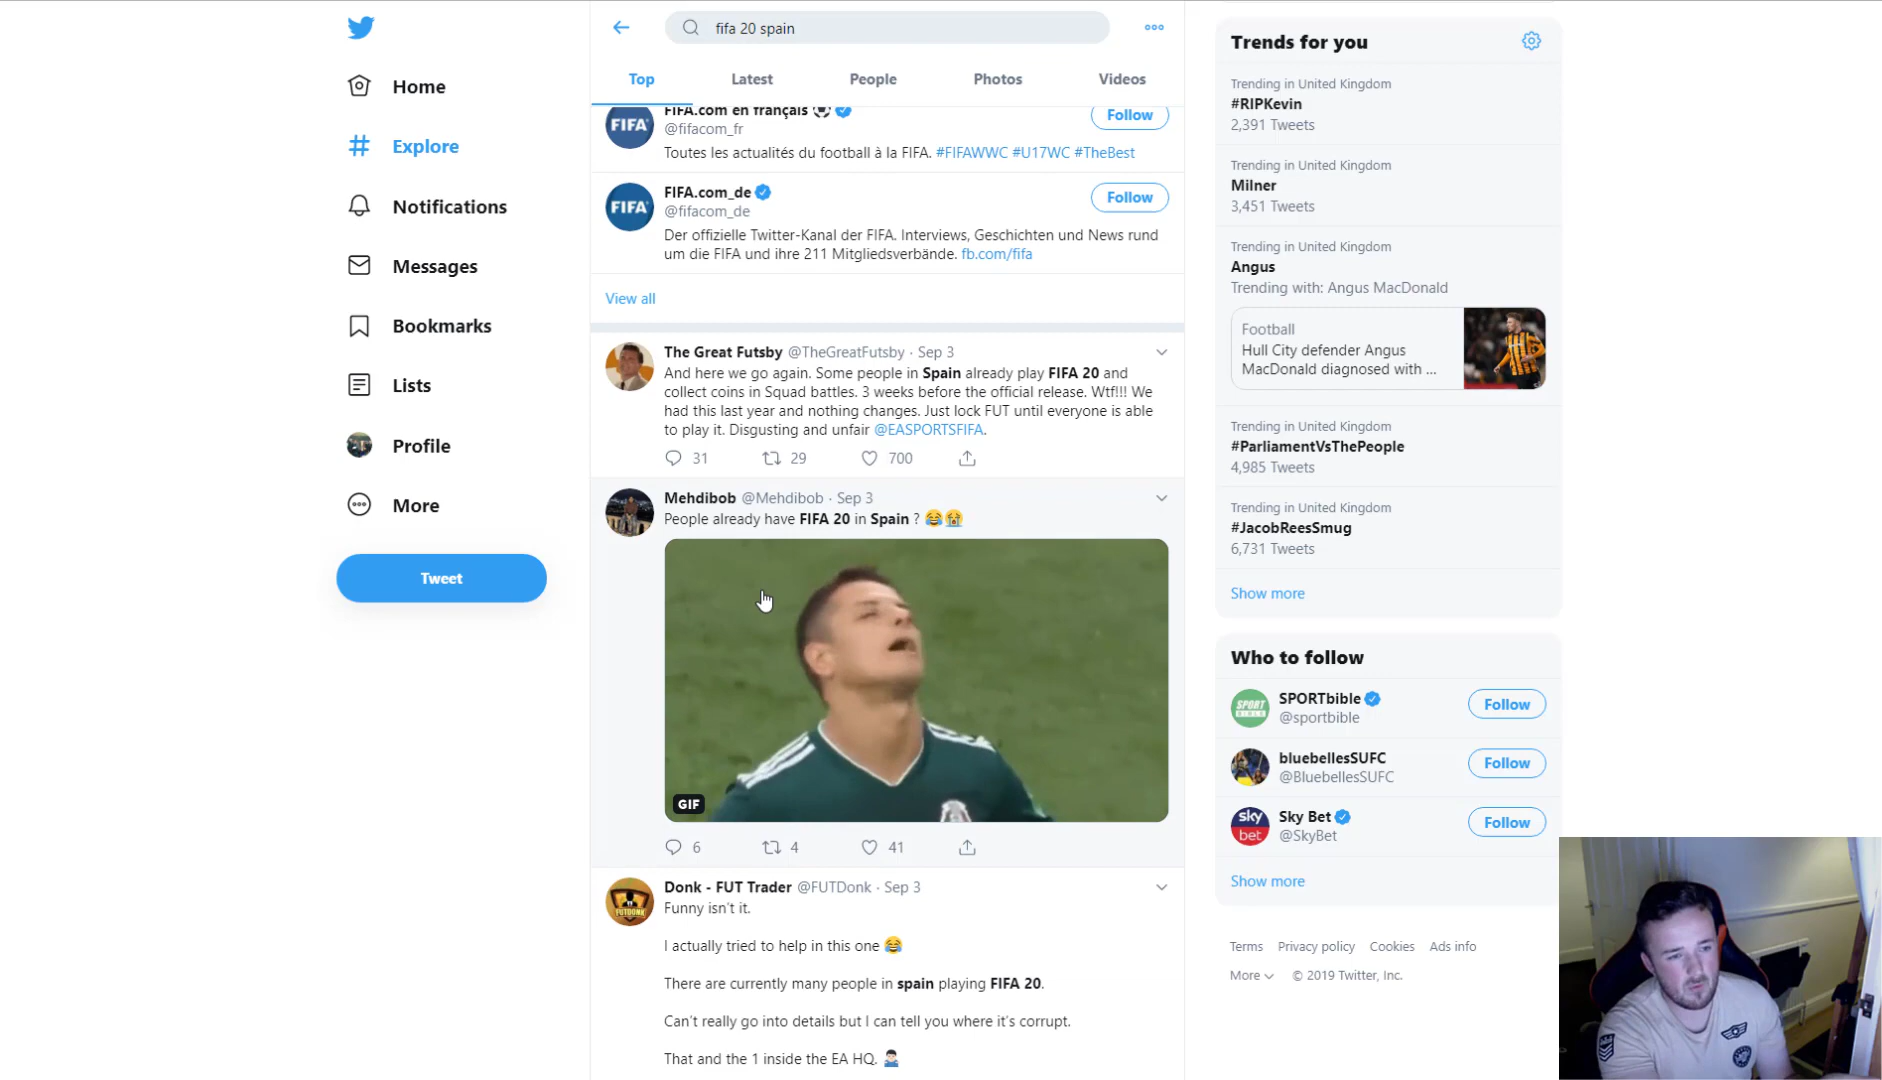 fifa 20 spain
Home
Explore
Notifications
Messages
Bookmarks
Lists
Profile
More
Tweet
Top
Latest
People
Photos
Videos
FIFA
FIFA.com en français
@fifacom_fr
Follow
Toutes les actualités du football à la FIFA. #FIFAWWC #U17WC #TheBest
FIFA
FIFA.com_de
@fifacom_de
Follow
Der offizielle Twitter-Kanal der FIFA. Interviews, Geschichten und News rund
um die FIFA und ihre 211 Mitgliedsverbände. fb.com/fifa
View all
The Great Futsby @TheGreatFutsby · Sep 3
And here we go again. Some people in Spain already play FIFA 20 and
collect coins in Squad battles. 3 weeks before the official release. Wtf!!! We
had this last year and nothing changes. Just lock FUT until everyone is able
to play it. Disgusting and unfair @EASPORTSFIFA.
31 29 700
Mehdibob @Mehdibob · Sep 3
People already have FIFA 20 in Spain ? 😂😭
GIF
6 4 41
FUTDONK
Donk - FUT Trader @FUTDonk · Sep 3
Funny isn't it.
I actually tried to help in this one 😂
There are currently many people in spain playing FIFA 20.
Can't really go into details but I can tell you where it's corrupt.
That and the 1 inside the EA HQ. 🤷🏻‍♂️
Trends for you
Trending in United Kingdom
#RIPKevin
2,391 Tweets
Trending in United Kingdom
Milner
3,451 Tweets
Trending in United Kingdom
Angus
Trending with: Angus MacDonald
Football
Hull City defender Angus
MacDonald diagnosed with ...
Trending in United Kingdom
#ParliamentVsThePeople
4,985 Tweets
Trending in United Kingdom
#JacobReesSmug
6,731 Tweets
Show more
Who to follow
SPORT
BIBLE
SPORTbible
@sportbible
Follow
bluebellesSUFC
@BluebellesSUFC
Follow
sky
bet
Sky Bet
@SkyBet
Follow
Show more
Terms Privacy policy Cookies Ads info
More © 2019 Twitter, Inc.